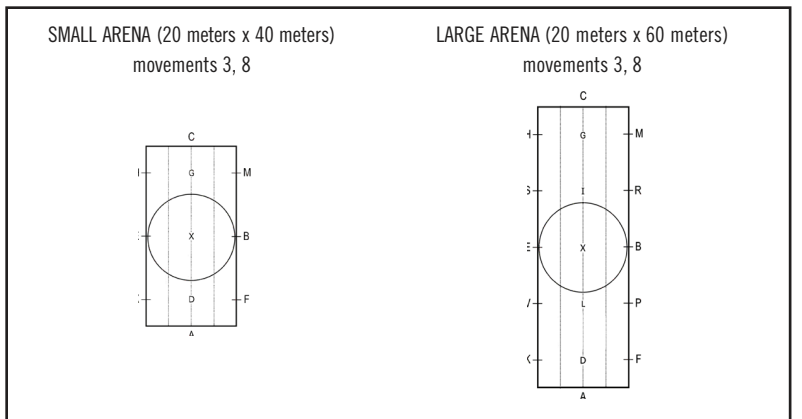 SMALL ARENA (20 meters x 40 meters)
movements 3, 8
C
G
M
X
B
D
F
A
LARGE ARENA (20 meters x 60 meters)
movements 3, 8
C
H G M
S I R
E X B
V L P
K D F
A